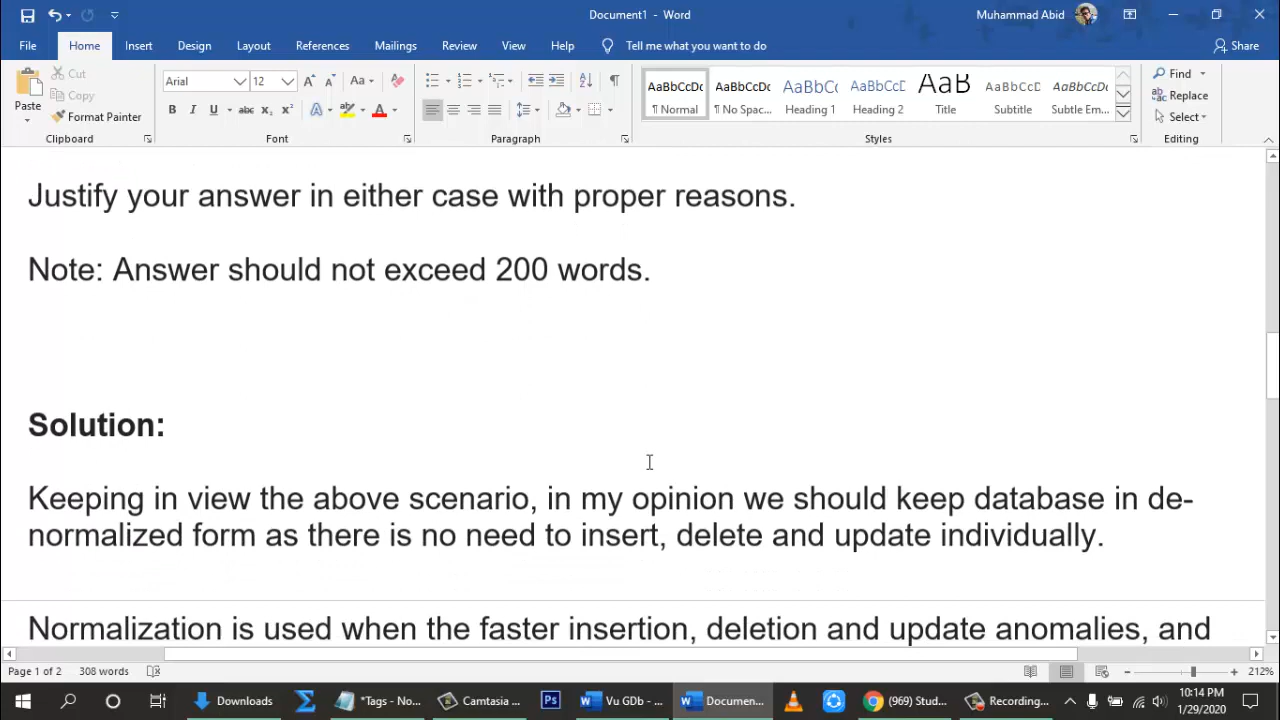 Document1 - Word
Muhammad Abid
File Home Insert Design Layout References Mailings Review View Help Tell me what you want to do Share
Paste
Cut
Copy
Format Painter
Clipboard
Arial 12
Aa
B I U abc x₂ x²
Font
Paragraph
AaBbCcDc AaBbCcDc AaBbCc AaBbCcD AaB AaBbCcD AaBbCcDc
¶ Normal ¶ No Spac... Heading 1 Heading 2 Title Subtitle Subtle Em...
Styles
Find
Replace
Select
Editing
Justify your answer in either case with proper reasons.
Note: Answer should not exceed 200 words.
Solution:
Keeping in view the above scenario, in my opinion we should keep database in de-
normalized form as there is no need to insert, delete and update individually.
Normalization is used when the faster insertion, deletion and update anomalies, and
Page 1 of 2 308 words 212%
Downloads *Tags - No... Camtasia ... Ps Vu GDb - ... Documen... (969) Stud... Recording... 10:14 PM
1/29/2020